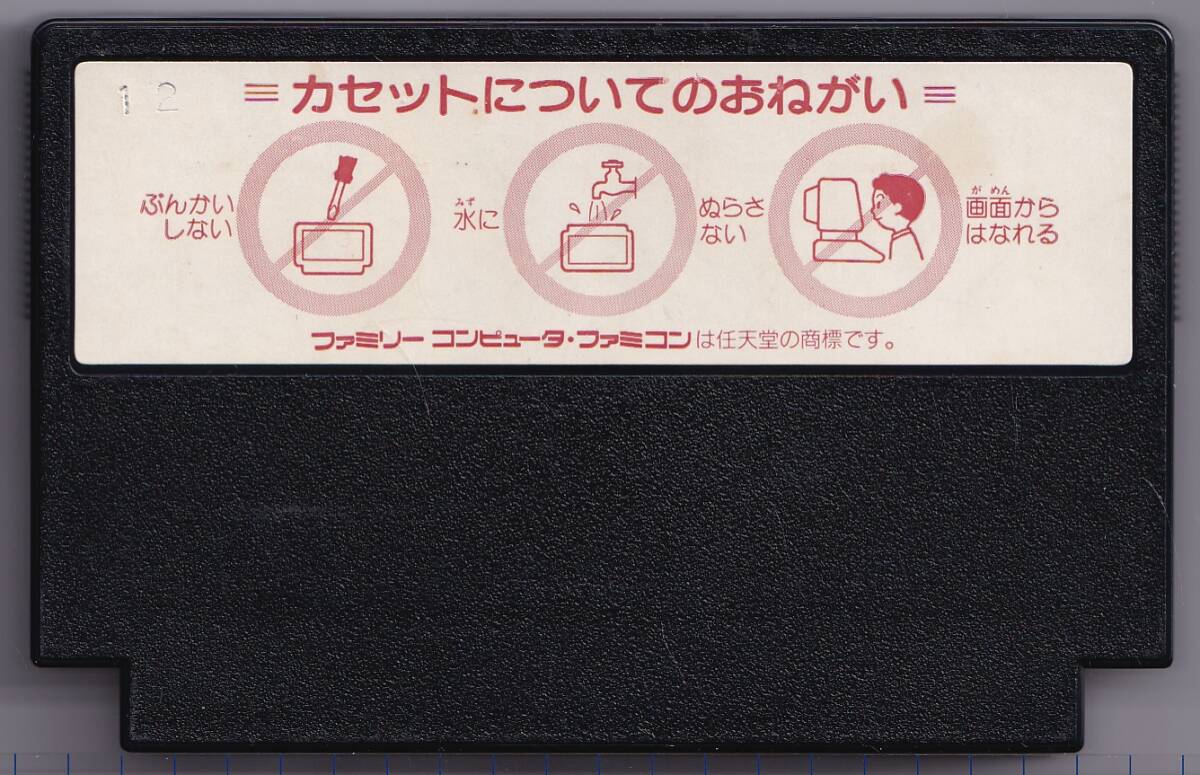 12
カセットについてのおねがい
ぶんかい
しない
みず
水に
ぬらさ
ない
がめん
画面から
はなれる
ファミリーコンピュータ・ファミコンは任天堂の商標です。